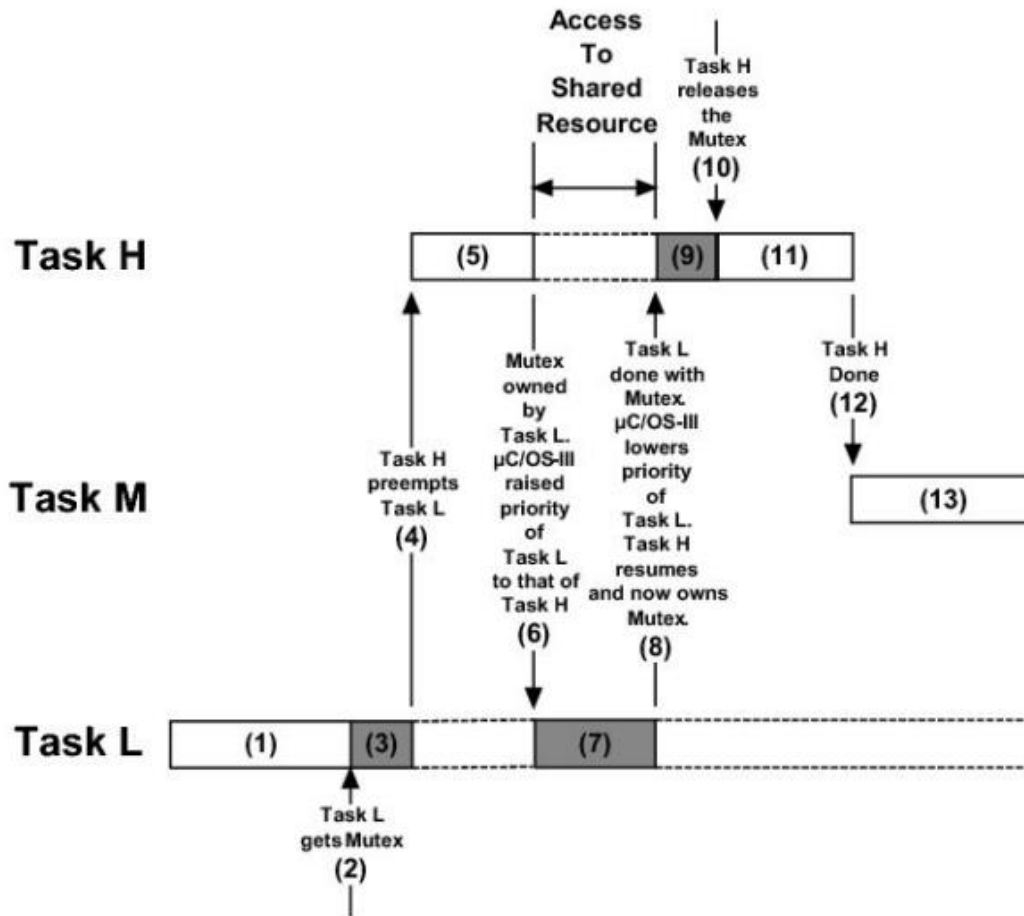 Access
To
Shared
Resource
Task H
releases
the
Mutex
(10)
Task H
(5)
(9)
(11)
Mutex
owned
by
Task L.
µC/OS-III
raised
priority
of
Task L
to that of
Task H
(6)
Task L
done with
Mutex.
µC/OS-III
lowers
priority
of
Task L.
Task H
resumes
and now owns
Mutex.
(8)
Task H
Done
(12)
Task H
preempts
Task L
(4)
Task M
(13)
Task L
(1)
(3)
(7)
Task L
gets Mutex
(2)